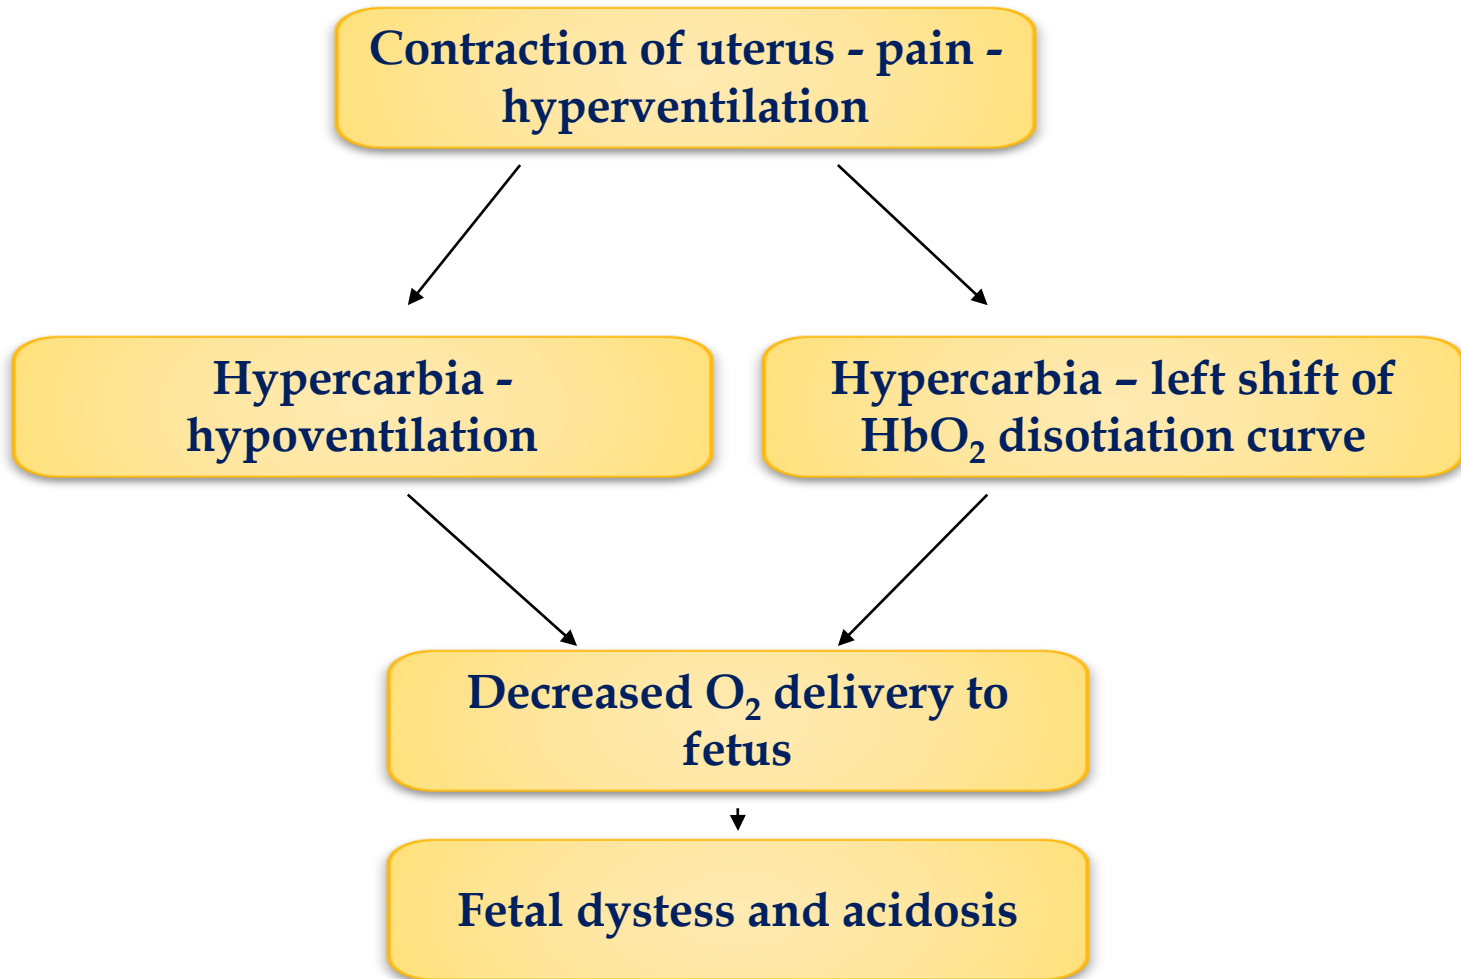 Contraction of uterus - pain -
hyperventilation
Hypercarbia -
hypoventilation
Hypercarbia – left shift of
HbO₂ disotiation curve
Decreased O₂ delivery to
fetus
Fetal dystess and acidosis